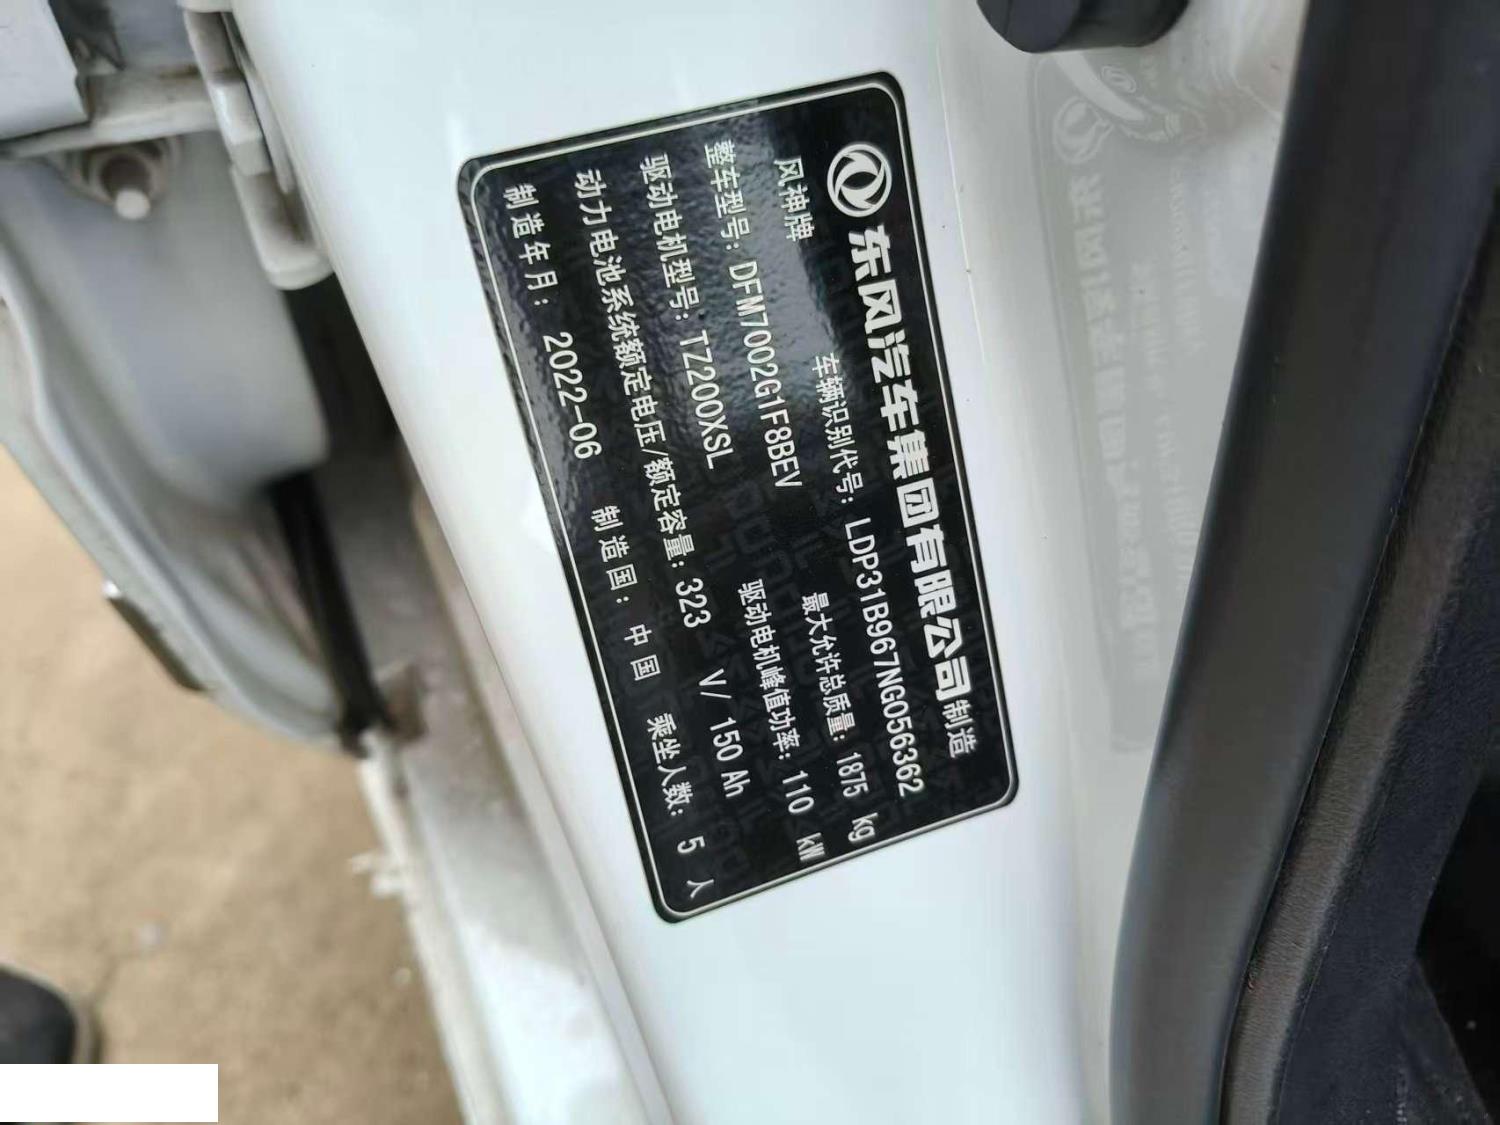 东风汽车集团有限公司制造
风神牌 车辆识别代号: LDP31B967NG056362
整车型号: DFM7002G1F8BEV 最大允许总质量: 1875 kg
驱动电机型号: TZ200XSL 驱动电机峰值功率: 110 kW
动力电池系统额定电压/额定容量: 323 V/ 150 Ah
制造年月: 2022-06 制造国: 中国 乘坐人数: 5 人